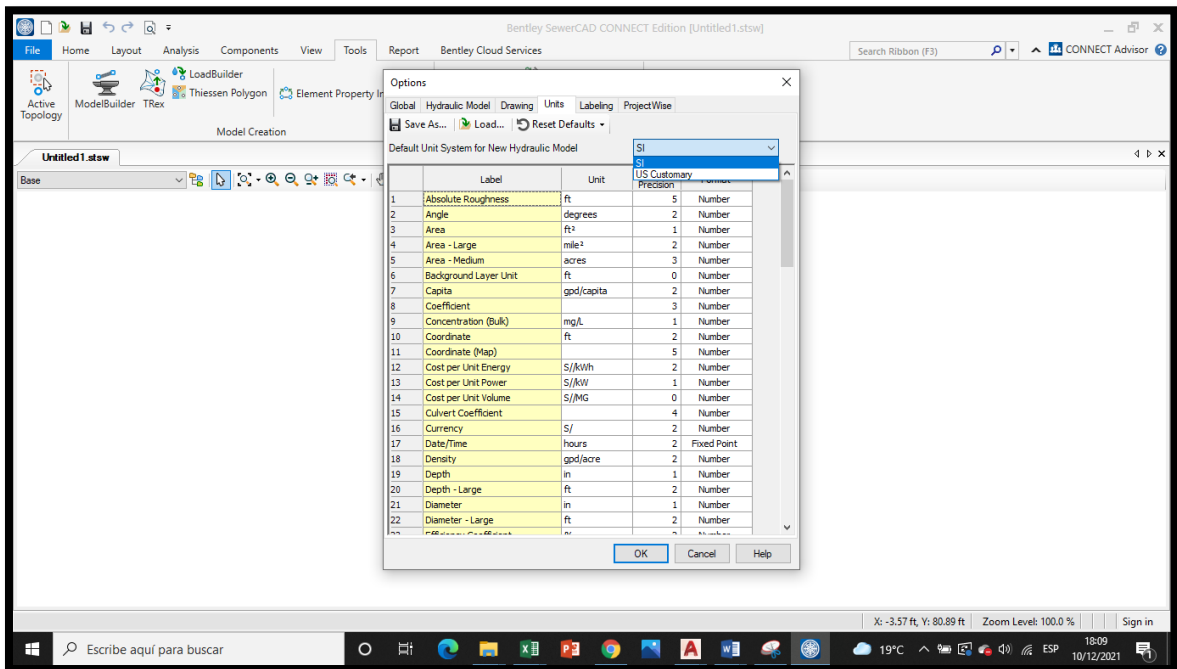 Bentley SewerCAD CONNECT Edition [Untitled1.stsw]
File Home Layout Analysis Components View Tools Report Bentley Cloud Services
Search Ribbon (F3) CONNECT Advisor
Active Topology
ModelBuilder TRex
LoadBuilder
Thiessen Polygon
Element Property In
Model Creation
Untitled1.stsw
Base
Options
Global Hydraulic Model Drawing Units Labeling ProjectWise
Save As... Load... Reset Defaults
Default Unit System for New Hydraulic Model SI
SI
US Customary
Label Unit Precision
1 Absolute Roughness ft 5 Number
2 Angle degrees 2 Number
3 Area ft² 1 Number
4 Area - Large mile² 2 Number
5 Area - Medium acres 3 Number
6 Background Layer Unit ft 0 Number
7 Capita gpd/capita 2 Number
8 Coefficient 3 Number
9 Concentration (Bulk) mg/L 1 Number
10 Coordinate ft 2 Number
11 Coordinate (Map) 5 Number
12 Cost per Unit Energy S//kWh 2 Number
13 Cost per Unit Power S//kW 1 Number
14 Cost per Unit Volume S//MG 0 Number
15 Culvert Coefficient 4 Number
16 Currency S/ 2 Number
17 Date/Time hours 2 Fixed Point
18 Density gpd/acre 2 Number
19 Depth in 1 Number
20 Depth - Large ft 2 Number
21 Diameter in 1 Number
22 Diameter - Large ft 2 Number
OK Cancel Help
X: -3.57 ft, Y: 80.89 ft Zoom Level: 100.0 % Sign in
Escribe aquí para buscar
19°C ESP
18:09
10/12/2021